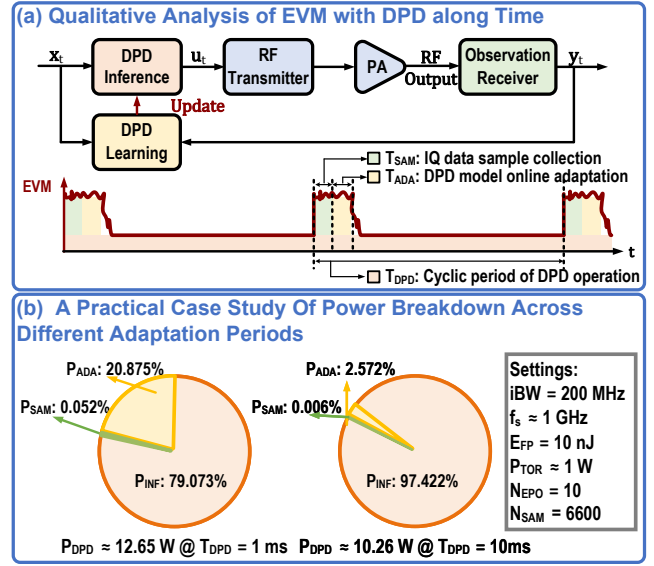 (a) Qualitative Analysis of EVM with DPD along Time
xt
DPD
Inference
ut
RF
Transmitter
PA
RF
Output
Observation
Receiver
yt
Update
DPD
Learning
TSAM: IQ data sample collection
TADA: DPD model online adaptation
EVM
t
TDPD: Cyclic period of DPD operation
(b) A Practical Case Study Of Power Breakdown Across
Different Adaptation Periods
PADA: 20.875%
PSAM: 0.052%
PINF: 79.073%
PDPD ≈ 12.65 W @ TDPD = 1 ms
PADA: 2.572%
PSAM: 0.006%
PINF: 97.422%
PDPD ≈ 10.26 W @ TDPD = 10ms
Settings:
iBW = 200 MHz
fs ≈ 1 GHz
EFP = 10 nJ
PTOR ≈ 1 W
NEPO = 10
NSAM = 6600